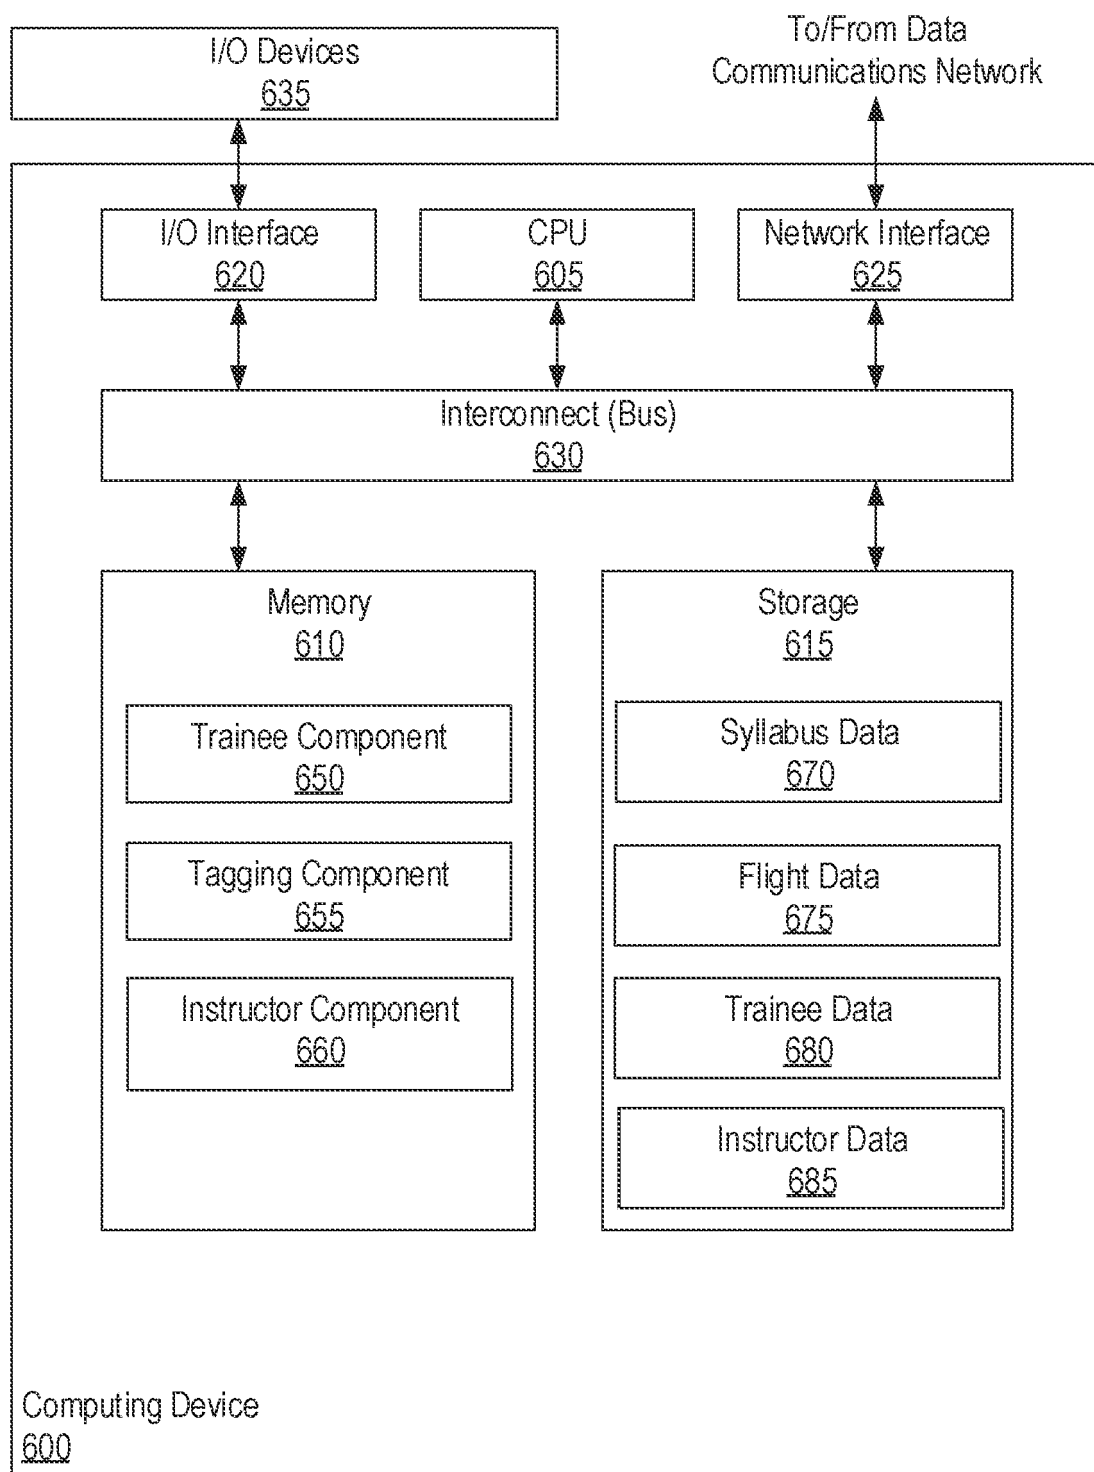 I/O Devices
635
To/From Data
Communications Network
I/O Interface
620
CPU
605
Network Interface
625
Interconnect (Bus)
630
Memory
610
Trainee Component
650
Tagging Component
655
Instructor Component
660
Storage
615
Syllabus Data
670
Flight Data
675
Trainee Data
680
Instructor Data
685
Computing Device
600